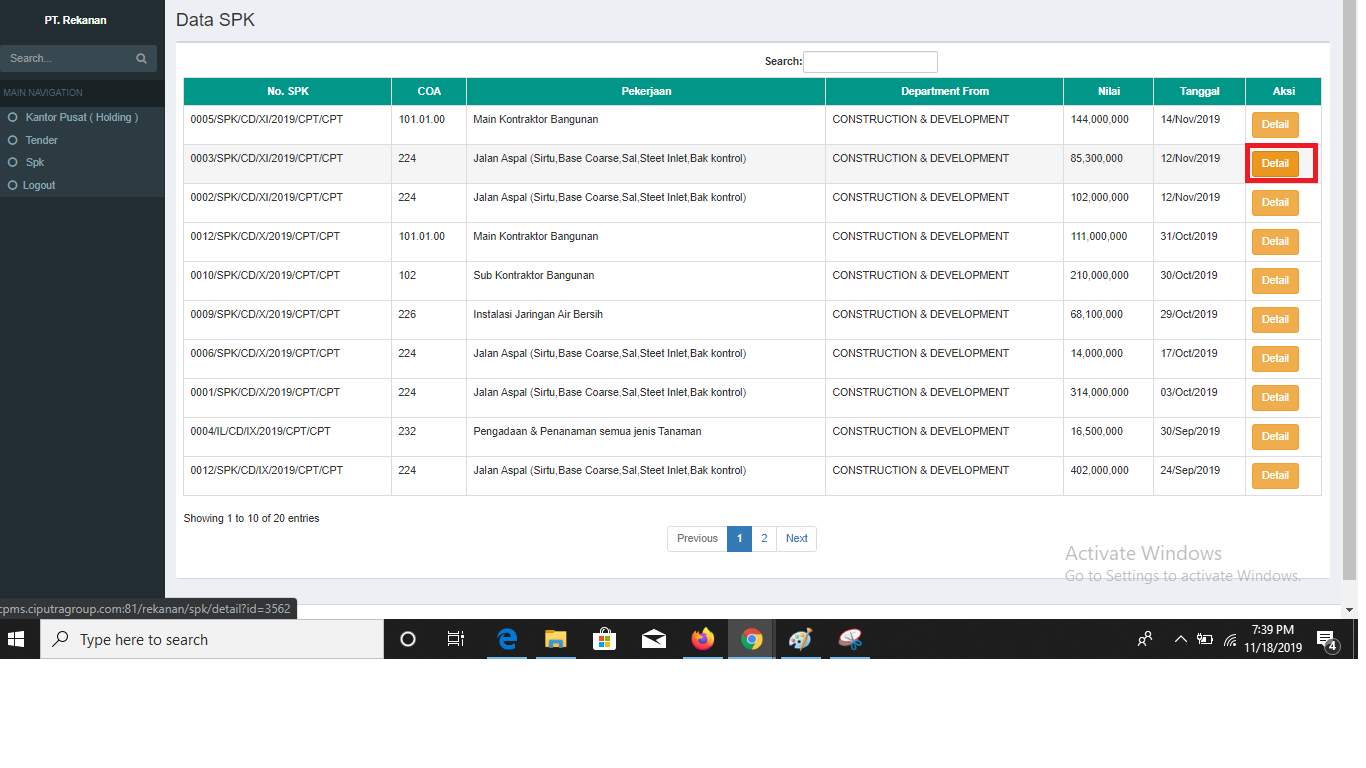 PT. Rekanan
Data SPK
Search...
Search:
MAIN NAVIGATION
Kantor Pusat ( Holding )
Tender
Spk
Logout
No. SPK COA Pekerjaan Department From Nilai Tanggal Aksi
0005/SPK/CD/XI/2019/CPT/CPT 101.01.00 Main Kontraktor Bangunan CONSTRUCTION & DEVELOPMENT 144,000,000 14/Nov/2019 Detail
0003/SPK/CD/XI/2019/CPT/CPT 224 Jalan Aspal (Sirtu,Base Coarse,Sal,Steet Inlet,Bak kontrol) CONSTRUCTION & DEVELOPMENT 85,300,000 12/Nov/2019 Detail
0002/SPK/CD/XI/2019/CPT/CPT 224 Jalan Aspal (Sirtu,Base Coarse,Sal,Steet Inlet,Bak kontrol) CONSTRUCTION & DEVELOPMENT 102,000,000 12/Nov/2019 Detail
0012/SPK/CD/X/2019/CPT/CPT 101.01.00 Main Kontraktor Bangunan CONSTRUCTION & DEVELOPMENT 111,000,000 31/Oct/2019 Detail
0010/SPK/CD/X/2019/CPT/CPT 102 Sub Kontraktor Bangunan CONSTRUCTION & DEVELOPMENT 210,000,000 30/Oct/2019 Detail
0009/SPK/CD/X/2019/CPT/CPT 226 Instalasi Jaringan Air Bersih CONSTRUCTION & DEVELOPMENT 68,100,000 29/Oct/2019 Detail
0006/SPK/CD/X/2019/CPT/CPT 224 Jalan Aspal (Sirtu,Base Coarse,Sal,Steet Inlet,Bak kontrol) CONSTRUCTION & DEVELOPMENT 14,000,000 17/Oct/2019 Detail
0001/SPK/CD/X/2019/CPT/CPT 224 Jalan Aspal (Sirtu,Base Coarse,Sal,Steet Inlet,Bak kontrol) CONSTRUCTION & DEVELOPMENT 314,000,000 03/Oct/2019 Detail
0004/IL/CD/IX/2019/CPT/CPT 232 Pengadaan & Penanaman semua jenis Tanaman CONSTRUCTION & DEVELOPMENT 16,500,000 30/Sep/2019 Detail
0012/SPK/CD/IX/2019/CPT/CPT 224 Jalan Aspal (Sirtu,Base Coarse,Sal,Steet Inlet,Bak kontrol) CONSTRUCTION & DEVELOPMENT 402,000,000 24/Sep/2019 Detail
Showing 1 to 10 of 20 entries
Previous 1 2 Next
Activate Windows
Go to Settings to activate Windows.
cpms.ciputragroup.com:81/rekanan/spk/detail?id=3562
Type here to search
7:39 PM
11/18/2019
4